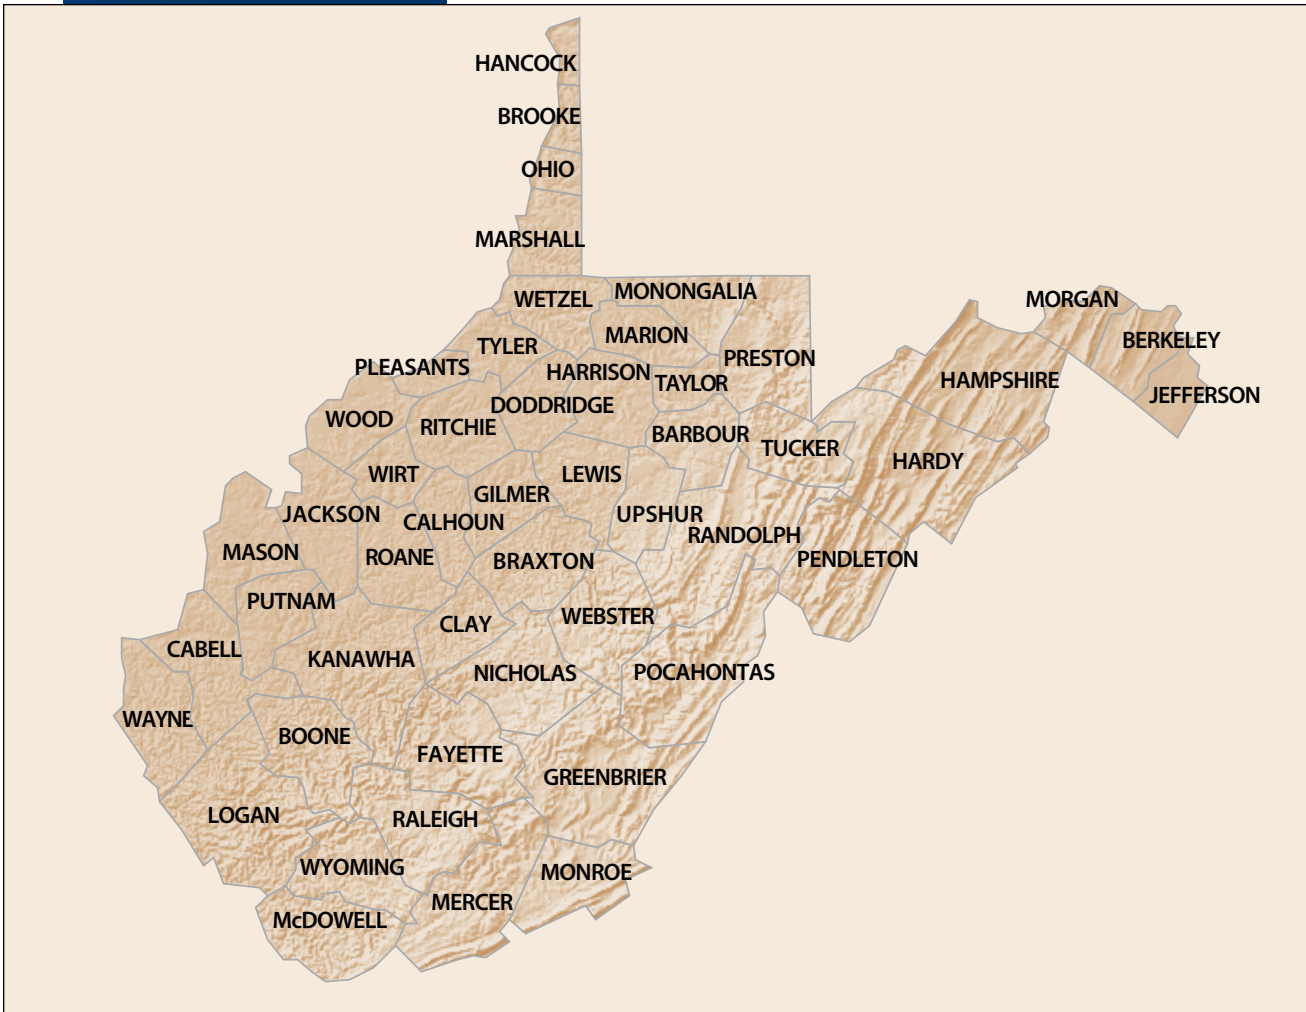 HANCOCK
BROOKE
OHIO
MARSHALL
WETZEL
MONONGALIA
MORGAN
MARION
BERKELEY
TYLER
PRESTON
PLEASANTS
HARRISON
TAYLOR
HAMPSHIRE
JEFFERSON
DODDRIDGE
WOOD
RITCHIE
BARBOUR
TUCKER
HARDY
WIRT
LEWIS
GILMER
JACKSON
CALHOUN
UPSHUR
RANDOLPH
MASON
ROANE
BRAXTON
PENDLETON
PUTNAM
WEBSTER
CLAY
CABELL
KANAWHA
NICHOLAS
POCAHONTAS
WAYNE
BOONE
FAYETTE
GREENBRIER
LOGAN
RALEIGH
WYOMING
MONROE
MERCER
McDOWELL